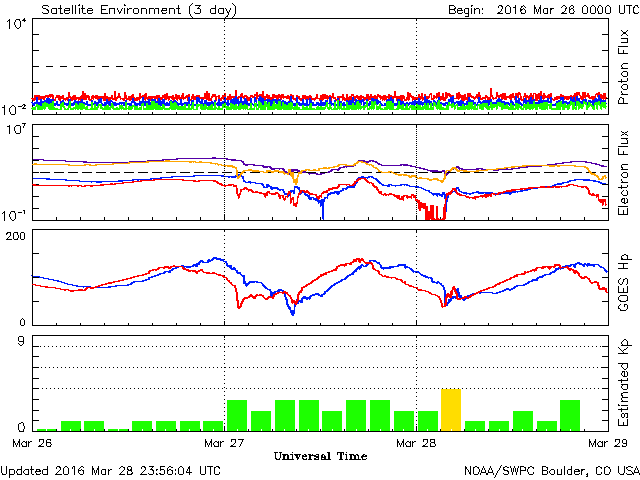 Satellite Environment (3 day) Begin: 2016 Mar 26 0000 UTC
10^4
10^-2
Proton Flux
10^7
10^-1
Electron Flux
200
0
GOES Hp
9
0
Estimated Kp
Mar 26 Mar 27 Mar 28 Mar 29
Universal Time
Updated 2016 Mar 28 23:56:04 UTC NOAA/SWPC Boulder, CO USA